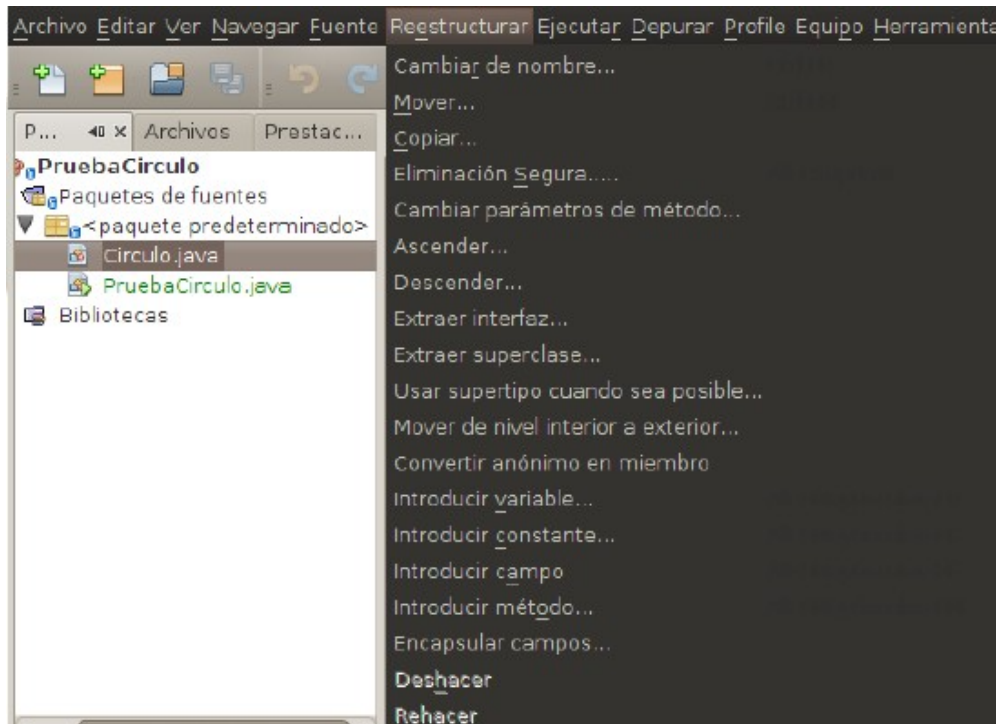 Archivo Editar Ver Navegar Fuente Reestructurar Ejecutar Depurar Profile Equipo Herramienta
P... Archivos Prestac...
PruebaCirculo
Paquetes de fuentes
<paquete predeterminado>
Circulo.java
PruebaCirculo.java
Bibliotecas
Cambiar de nombre...
Mover...
Copiar...
Eliminación Segura.....
Cambiar parámetros de método...
Ascender...
Descender...
Extraer interfaz...
Extraer superclase...
Usar supertipo cuando sea posible...
Mover de nivel interior a exterior...
Convertir anónimo en miembro
Introducir variable...
Introducir constante...
Introducir campo
Introducir método...
Encapsular campos...
Deshacer
Rehacer